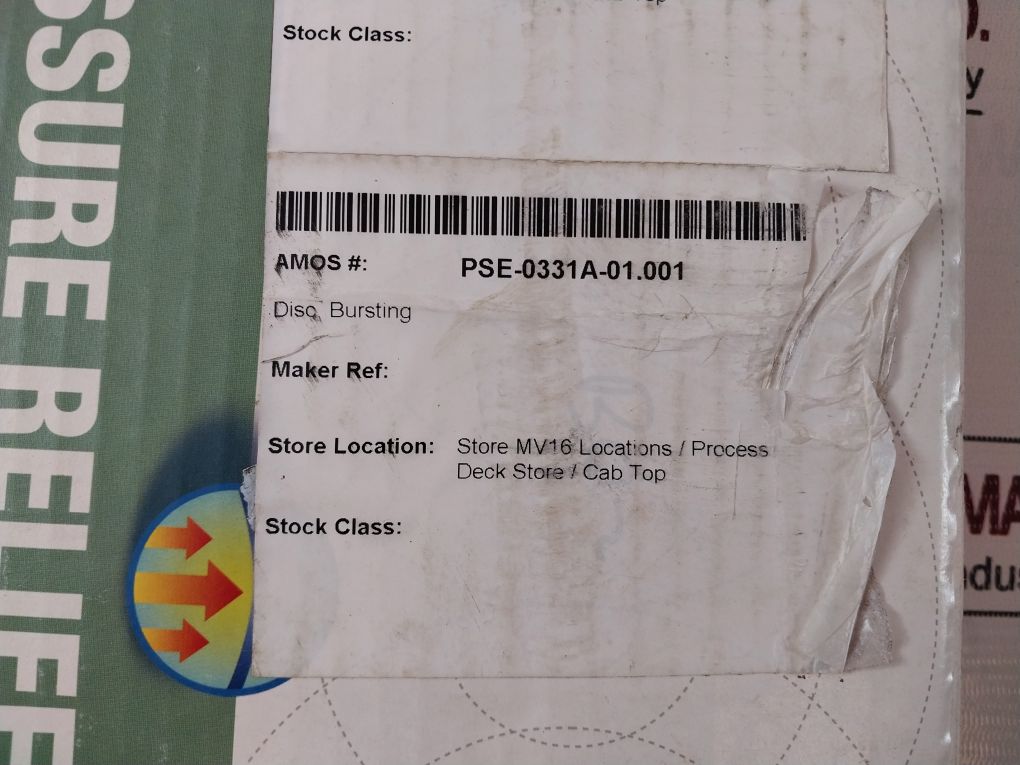 Stock Class:
AMOS #: PSE-0331A-01.001
Disc, Bursting
Maker Ref:
Store Location: Store MV16 Locations / Process
Deck Store / Cab Top
Stock Class:
SSURE RELIEF